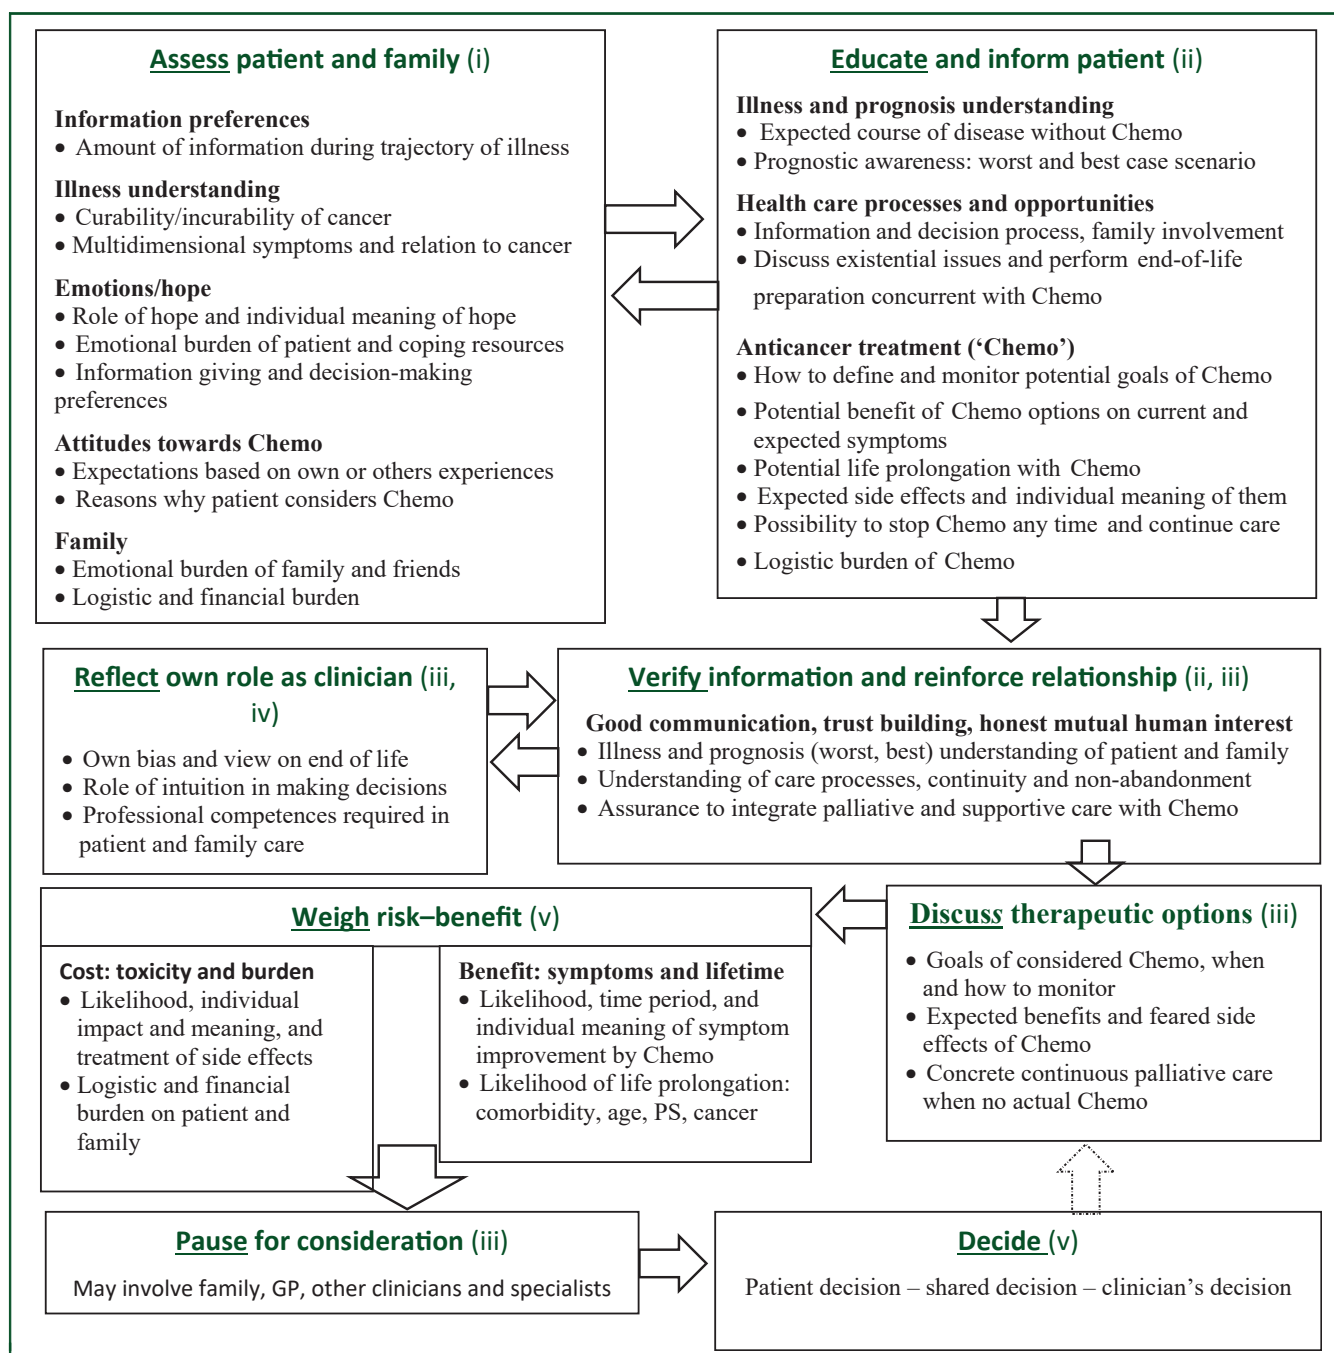 Assess patient and family (i)
Information preferences
• Amount of information during trajectory of illness
Illness understanding
• Curability/incurability of cancer
• Multidimensional symptoms and relation to cancer
Emotions/hope
• Role of hope and individual meaning of hope
• Emotional burden of patient and coping resources
• Information giving and decision-making
preferences
Attitudes towards Chemo
• Expectations based on own or others experiences
• Reasons why patient considers Chemo
Family
• Emotional burden of family and friends
• Logistic and financial burden
Educate and inform patient (ii)
Illness and prognosis understanding
• Expected course of disease without Chemo
• Prognostic awareness: worst and best case scenario
Health care processes and opportunities
• Information and decision process, family involvement
• Discuss existential issues and perform end-of-life
preparation concurrent with Chemo
Anticancer treatment (‘Chemo’)
• How to define and monitor potential goals of Chemo
• Potential benefit of Chemo options on current and
expected symptoms
• Potential life prolongation with Chemo
• Expected side effects and individual meaning of them
• Possibility to stop Chemo any time and continue care
• Logistic burden of Chemo
Reflect own role as clinician (iii,
iv)
• Own bias and view on end of life
• Role of intuition in making decisions
• Professional competences required in
patient and family care
Verify information and reinforce relationship (ii, iii)
Good communication, trust building, honest mutual human interest
• Illness and prognosis (worst, best) understanding of patient and family
• Understanding of care processes, continuity and non-abandonment
• Assurance to integrate palliative and supportive care with Chemo
Weigh risk–benefit (v)
Cost: toxicity and burden
• Likelihood, individual
impact and meaning, and
treatment of side effects
• Logistic and financial
burden on patient and
family
Benefit: symptoms and lifetime
• Likelihood, time period, and
individual meaning of symptom
improvement by Chemo
• Likelihood of life prolongation:
comorbidity, age, PS, cancer
Discuss therapeutic options (iii)
• Goals of considered Chemo, when
and how to monitor
• Expected benefits and feared side
effects of Chemo
• Concrete continuous palliative care
when no actual Chemo
Pause for consideration (iii)
May involve family, GP, other clinicians and specialists
Decide (v)
Patient decision – shared decision – clinician’s decision